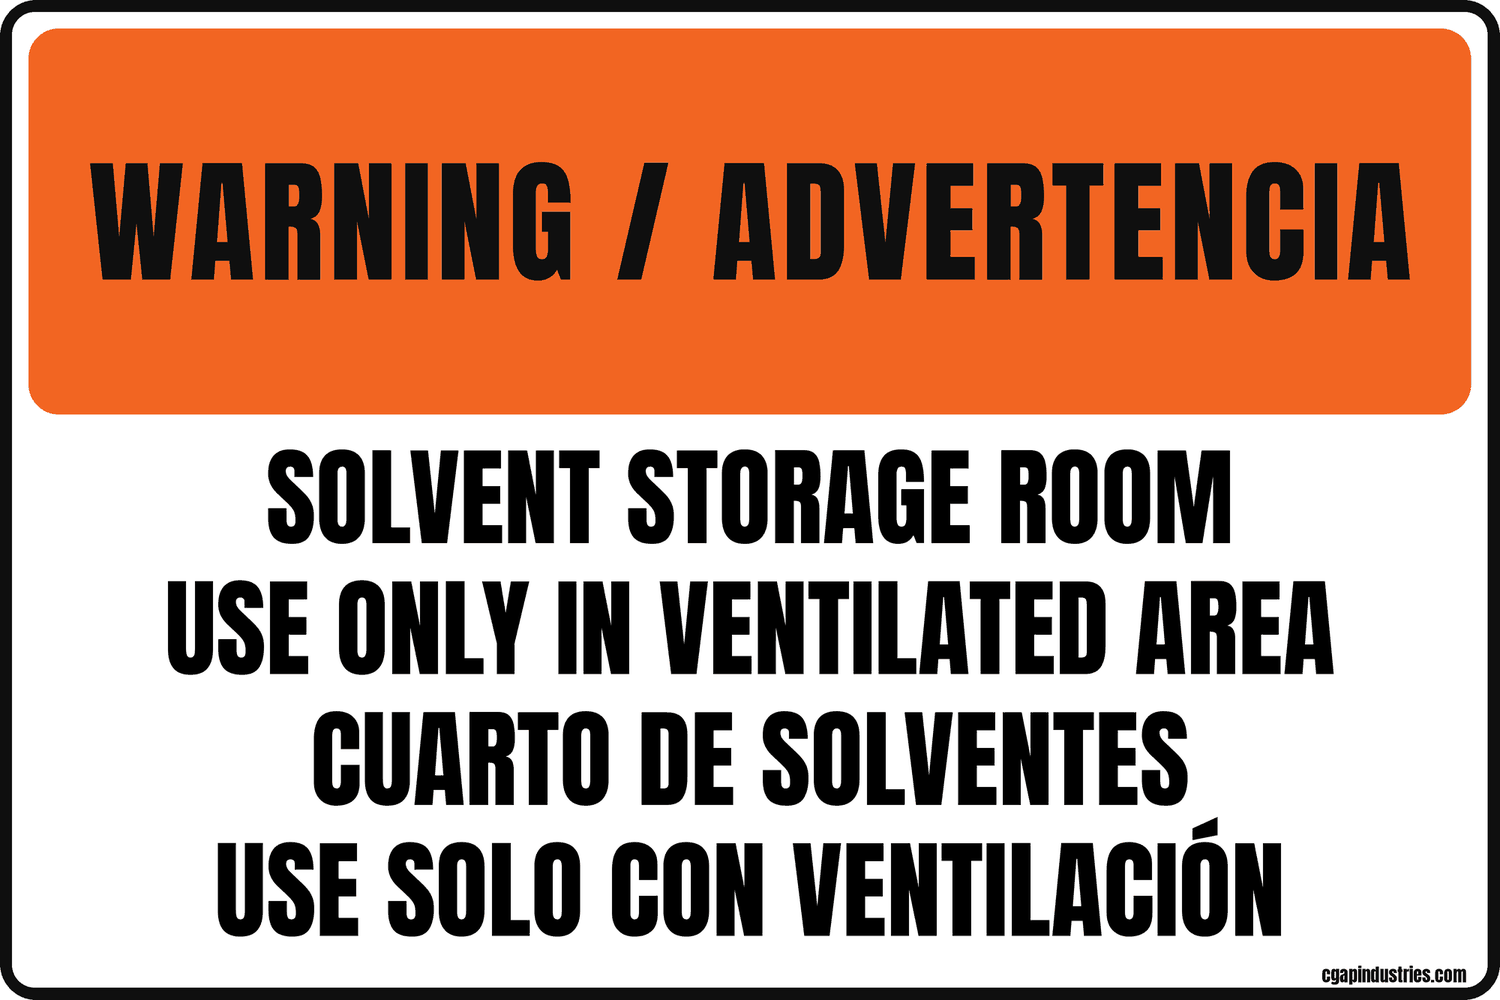 WARNING / ADVERTENCIA
SOLVENT STORAGE ROOM
USE ONLY IN VENTILATED AREA
CUARTO DE SOLVENTES
USE SOLO CON VENTILACIÓN
cgapindustries.com